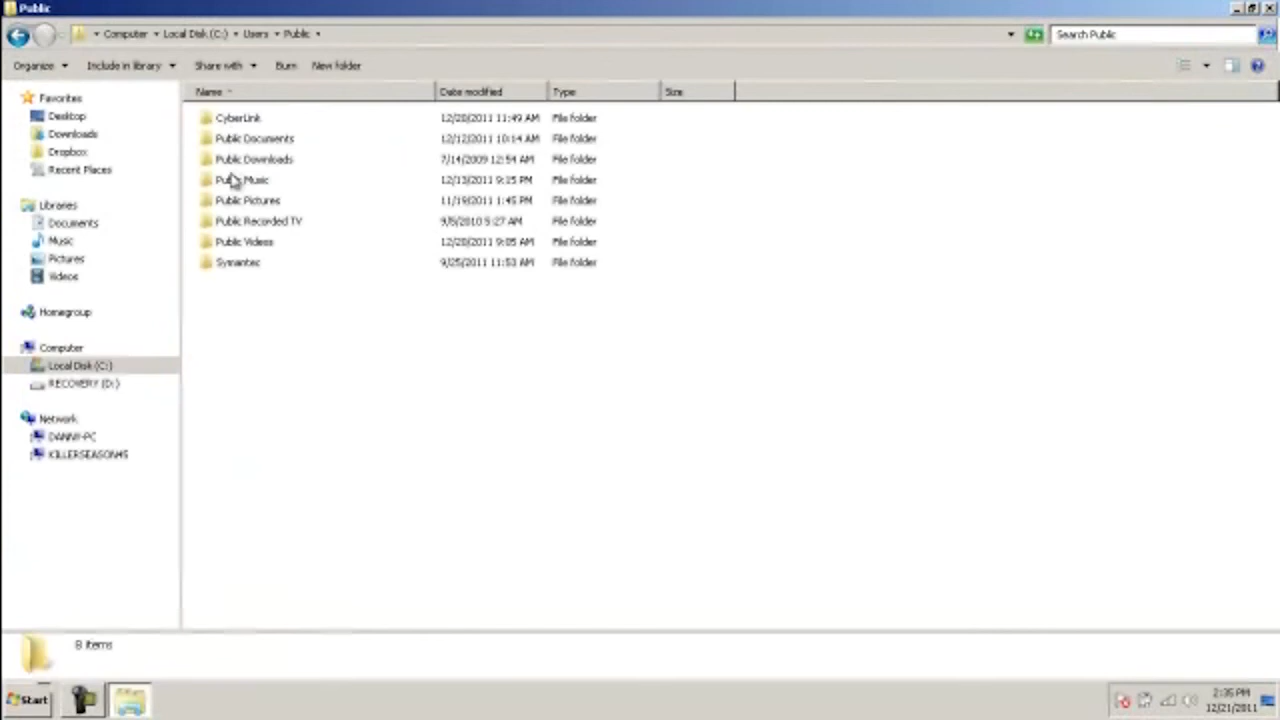 Public
Computer Local Disk (C:) Users Public Search Public
Organize Include in library Share with Burn New folder
Name Date modified Type Size
Favorites
Desktop
Downloads
Dropbox
Recent Places
Libraries
Documents
Music
Pictures
Videos
Homegroup
Computer
Local Disk (C:)
RECOVERY (D:)
Network
DANNY-PC
KILLERSEASON45
CyberLink 12/20/2011 11:49 AM File folder
Public Documents 12/12/2011 10:14 AM File folder
Public Downloads 7/14/2009 12:54 AM File folder
Public Music 12/13/2011 9:15 PM File folder
Public Pictures 11/19/2011 1:45 PM File folder
Public Recorded TV 9/5/2010 5:27 AM File folder
Public Videos 12/20/2011 9:05 AM File folder
Symantec 9/25/2011 11:53 AM File folder
8 items
Start
2:35 PM
12/21/2011